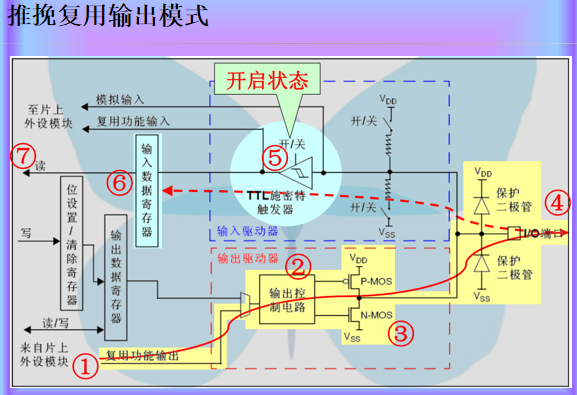 推挽复用输出模式
开启状态
模拟输入
至片上
外设模块
复用功能输入
开/关
VDD
开/关
⑤
⑦
读
⑥
输入数据寄存器
TTL施密特
触发器
开/关
VSS
输入驱动器
VDD
保护
二极管
④
I/O端口
位设置/清除寄存器
写
输出数据寄存器
输出驱动器
②
VDD
P-MOS
输出控
制电路
N-MOS
VSS
③
保护
二极管
VSS
读/写
来自片上
外设模块
①
复用功能输出